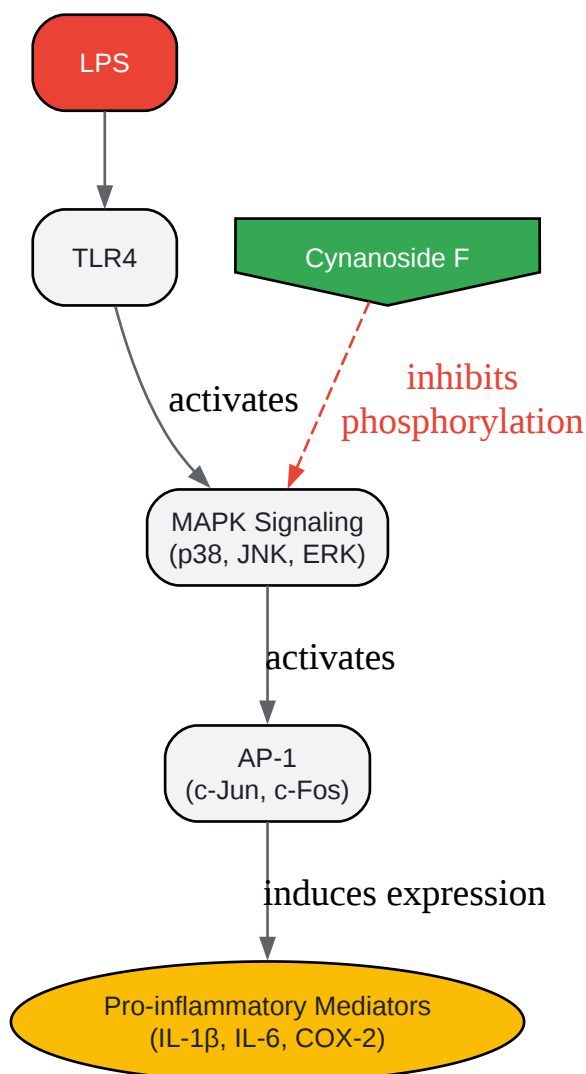 LPS
TLR4
Cynanoside F
activates
inhibits
phosphorylation
MAPK Signaling
(p38, JNK, ERK)
activates
AP-1
(c-Jun, c-Fos)
induces expression
Pro-inflammatory Mediators
(IL-1β, IL-6, COX-2)